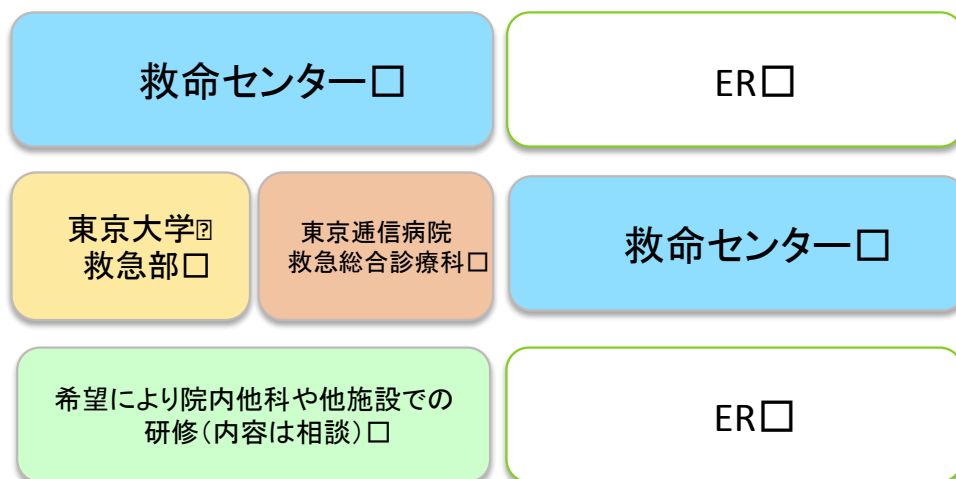 救命センター□
ER□
東京大学⍰
救急部□
東京逓信病院
救急総合診療科□
救命センター□
希望により院内他科や他施設での
研修（内容は相談）□
ER□